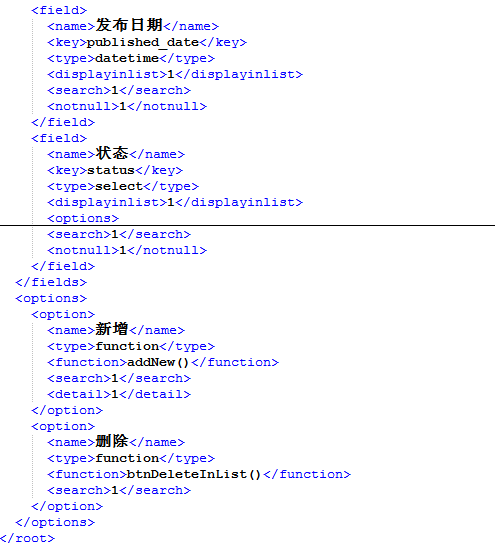 <field>
<name>发布日期</name>
<key>published_date</key>
<type>datetime</type>
<displayinlist>1</displayinlist>
<search>1</search>
<notnull>1</notnull>
</field>
<field>
<name>状态</name>
<key>status</key>
<type>select</type>
<displayinlist>1</displayinlist>
<options>
<search>1</search>
<notnull>1</notnull>
</field>
</fields>
<options>
<option>
<name>新增</name>
<type>function</type>
<function>addNew()</function>
<search>1</search>
<detail>1</detail>
</option>
<option>
<name>删除</name>
<type>function</type>
<function>btnDeleteInList()</function>
<search>1</search>
</option>
</options>
</root>